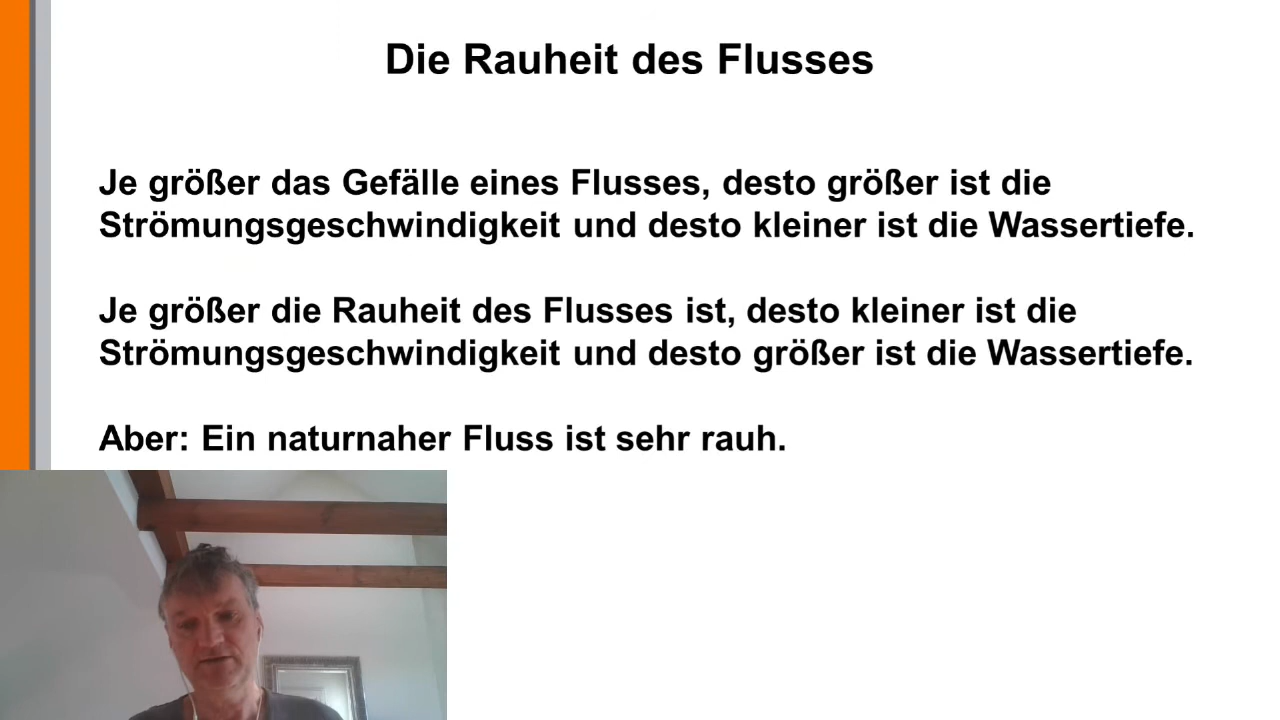 Die Rauheit des Flusses
Je größer das Gefälle eines Flusses, desto größer ist die
Strömungsgeschwindigkeit und desto kleiner ist die Wassertiefe.
Je größer die Rauheit des Flusses ist, desto kleiner ist die
Strömungsgeschwindigkeit und desto größer ist die Wassertiefe.
Aber: Ein naturnaher Fluss ist sehr rauh.